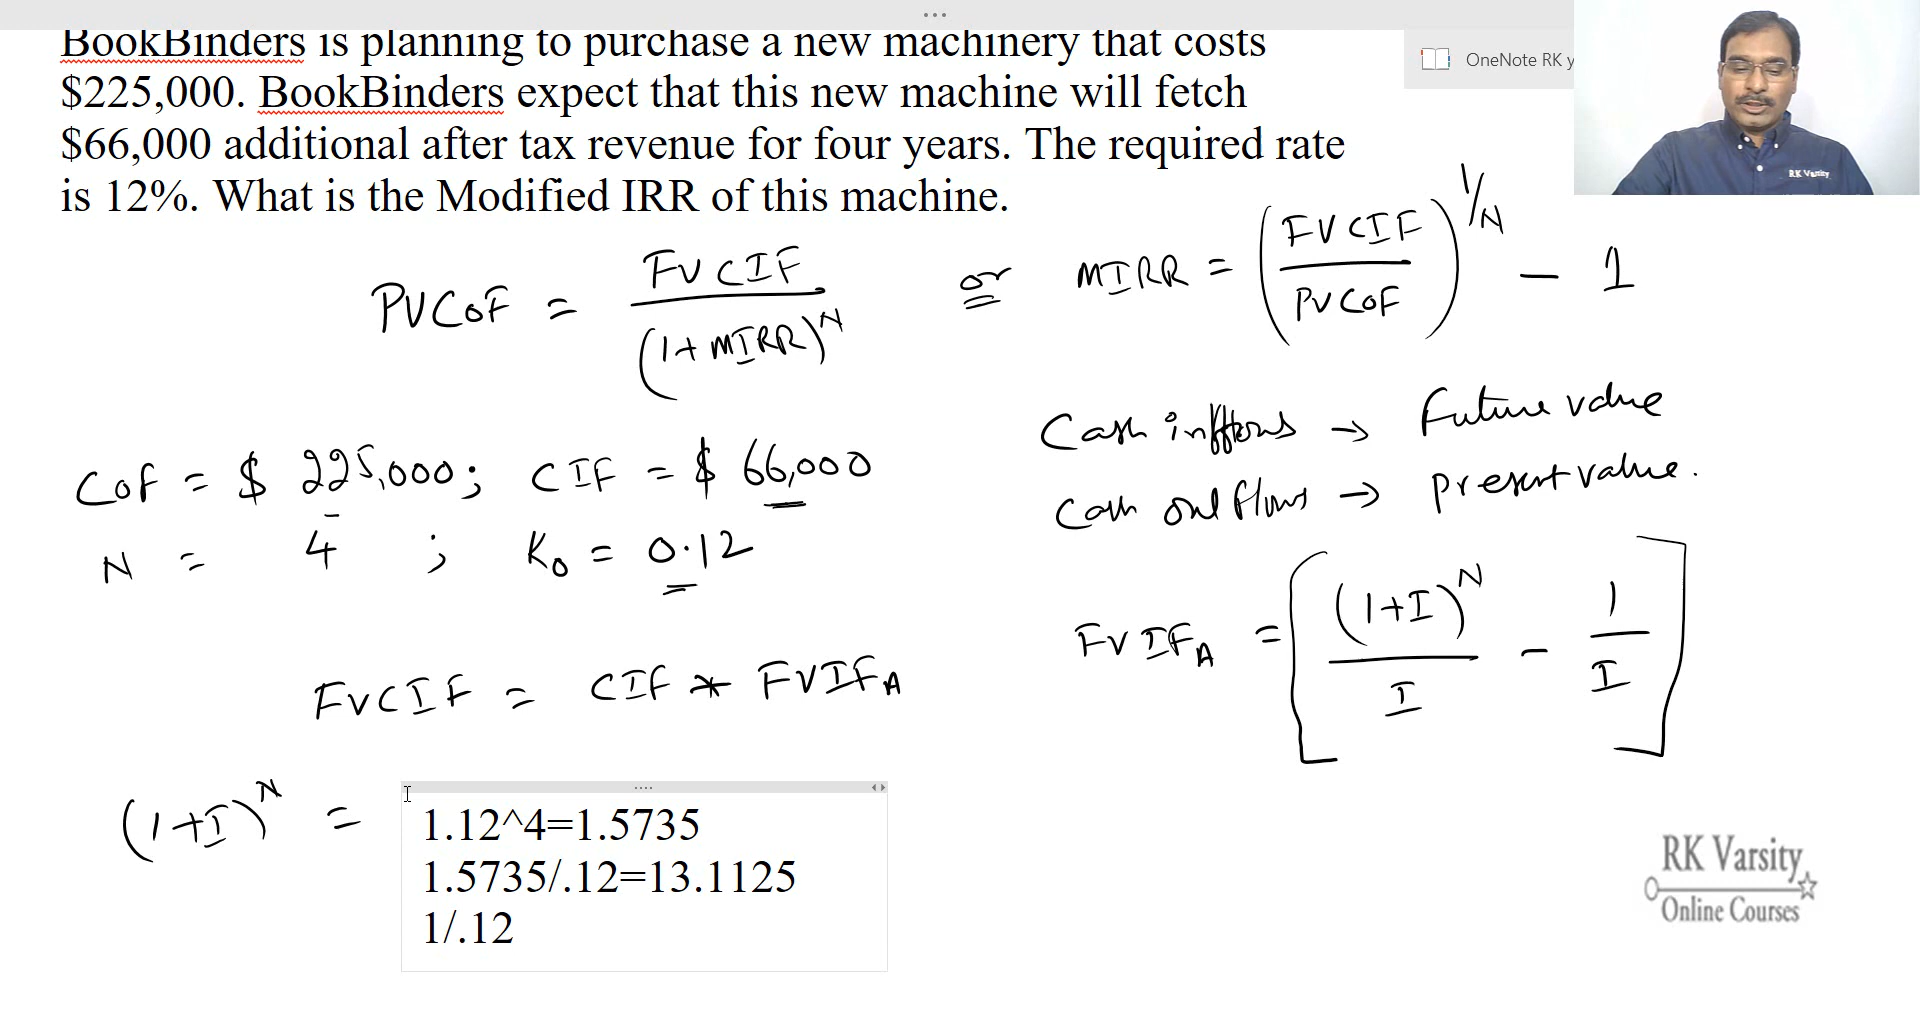 BookBinders is planning to purchase a new machinery that costs
$225,000. BookBinders expect that this new machine will fetch
$66,000 additional after tax revenue for four years. The required rate
is 12%. What is the Modified IRR of this machine.
OneNote RK y
RK Varsity
PVCOF = FVCIF / (1+MIRR)^N or MIRR = (FVCIF / PVCOF)^1/N - 1
Cash inflows → Future value
Cash outflows → present value.
COF = $ 225,000; CIF = $ 66,000
N = 4 ; K₀ = 0.12
FVIFA = [(1+I)^N / I - 1 / I]
FVCIF = CIF * FVIFA
(1+I)^N =
1.12^4=1.5735
1.5735/.12=13.1125
1/.12
RK Varsity
Online Courses